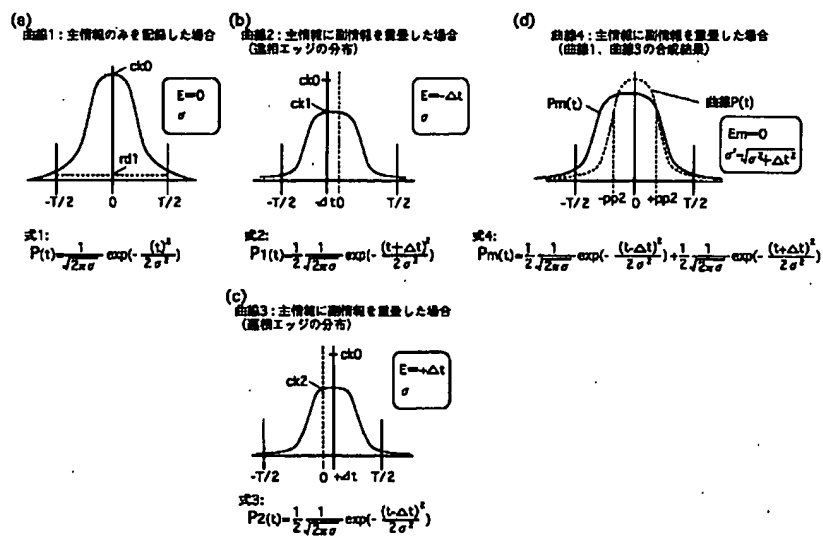 (a)
曲線1：主情報のみを記録した場合
ck0
E=0
σ
rd1
-T/2 0 T/2
式1:
P(t)=1/√2πσ exp(-(t)²/2σ²)
(b)
曲線2：主情報に副情報を重畳した場合
(進相エッジの分布)
ck0
ck1
E=-Δt
σ
-T/2 -Δt0 T/2
式2:
P1(t)=1/2 1/√2πσ exp(-(t+Δt)²/2σ²)
(c)
曲線3：主情報に副情報を重畳した場合
(遅相エッジの分布)
ck0
ck2
E=+Δt
σ
-T/2 0 +Δt T/2
式3:
P2(t)=1/2 1/√2πσ exp(-(t-Δt)²/2σ²)
(d)
曲線4：主情報に副情報を重畳した場合
(曲線1、曲線3の合成結果)
Pm(t)
曲線P(t)
Em=0
σ'=√σ²+Δt²
-T/2 -pp2 0 +pp2 T/2
式4:
Pm(t)=1/2 1/√2πσ exp(-(t-Δt)²/2σ²)+1/2 1/√2πσ exp(-(t+Δt)²/2σ²)